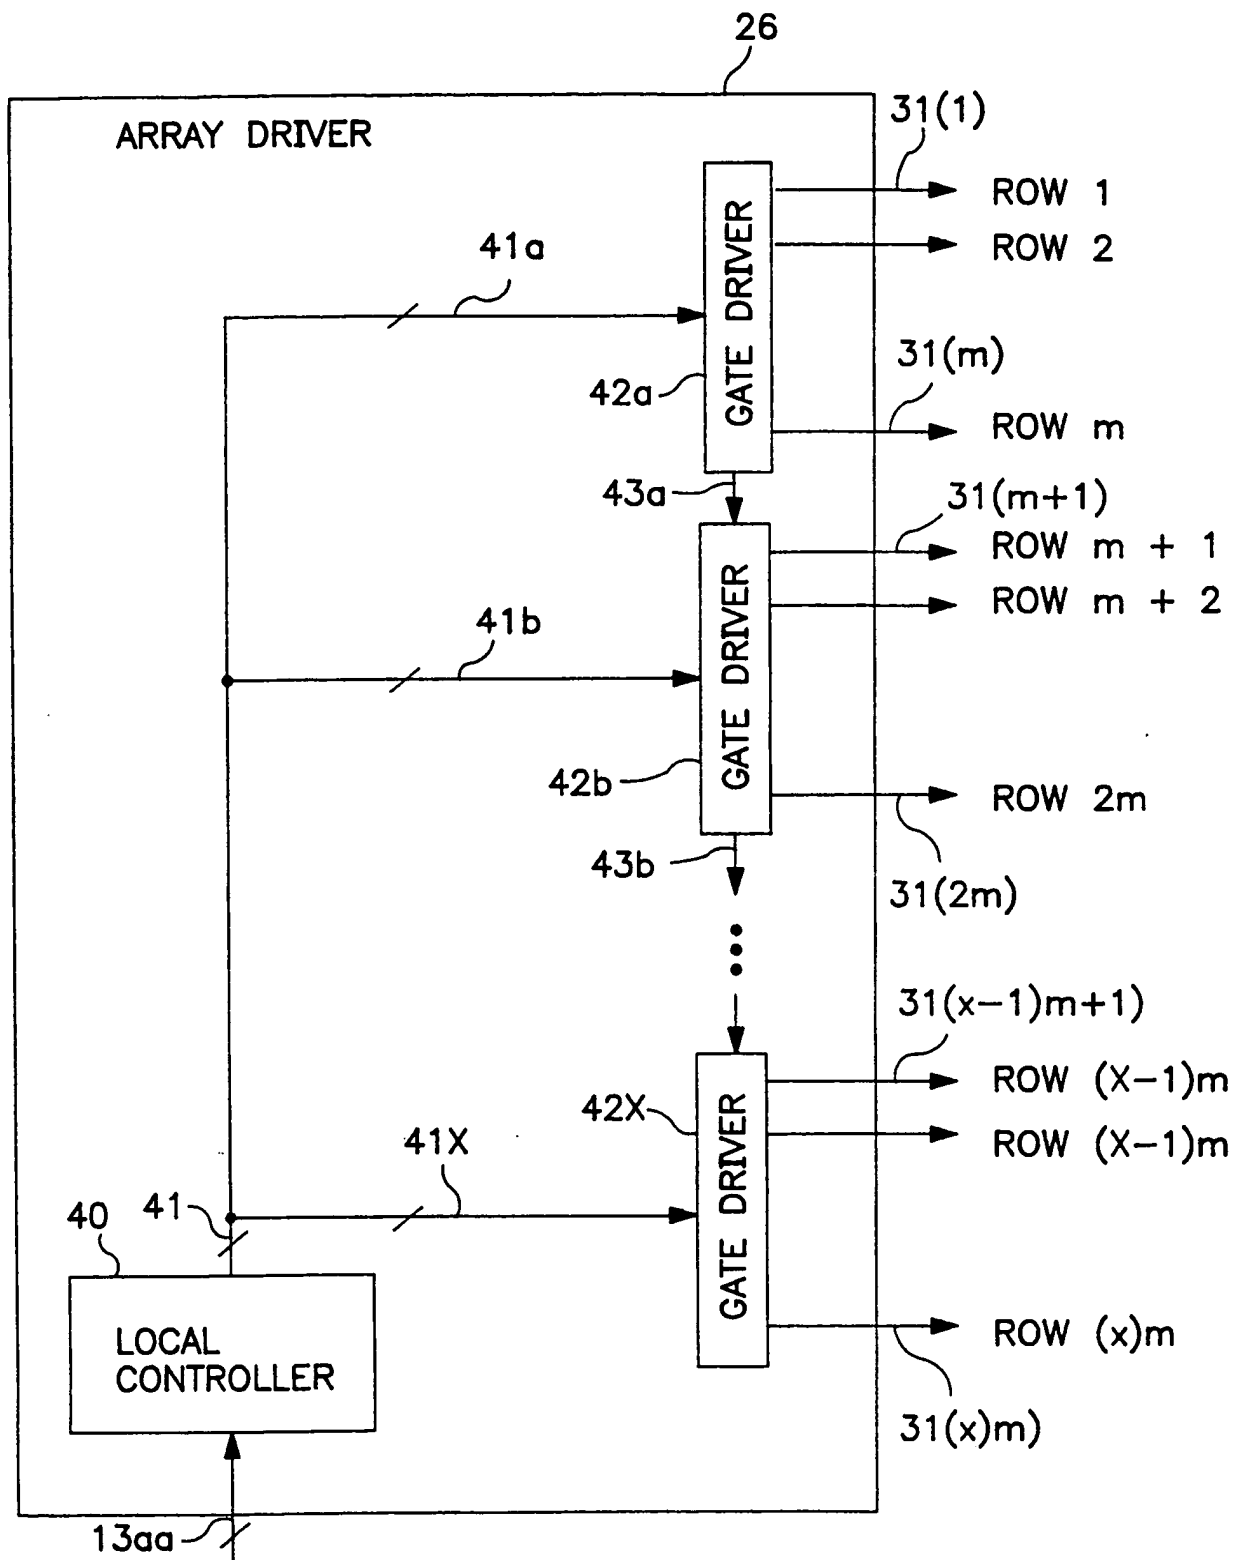 26
ARRAY DRIVER
31(1)
ROW 1
ROW 2
41a
GATE DRIVER
42a
31(m)
ROW m
43a
31(m+1)
ROW m + 1
ROW m + 2
41b
GATE DRIVER
42b
ROW 2m
43b
31(2m)
31(x-1)m+1)
ROW (X-1)m
42X
GATE DRIVER
ROW (X-1)m
41X
40
41
LOCAL
CONTROLLER
ROW (x)m
31(x)m)
13aa